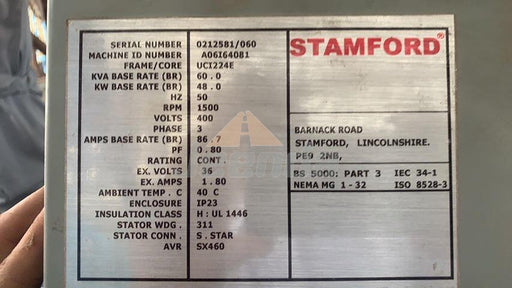 SERIAL NUMBER 0212581/060
MACHINE ID NUMBER A06I64081
FRAME/CORE UCI224E
KVA BASE RATE (BR) 60.0
KW BASE RATE (BR) 48.0
HZ 50
RPM 1500
VOLTS 400
PHASE 3
AMPS BASE RATE (BR) 86.7
PF 0.80
RATING CONT.
EX. VOLTS 36
EX. AMPS 1.80
AMBIENT TEMP. C 40 C
ENCLOSURE IP23
INSULATION CLASS H: UL 1446
STATOR WDG. 311
STATOR CONN. S. STAR
AVR SX460
STAMFORD®
BARNACK ROAD
STAMFORD, LINCOLNSHIRE.
PE9 2NB,
BS 5000; PART 3 IEC 34-1
NEMA MG 1-32 ISO 8528-3